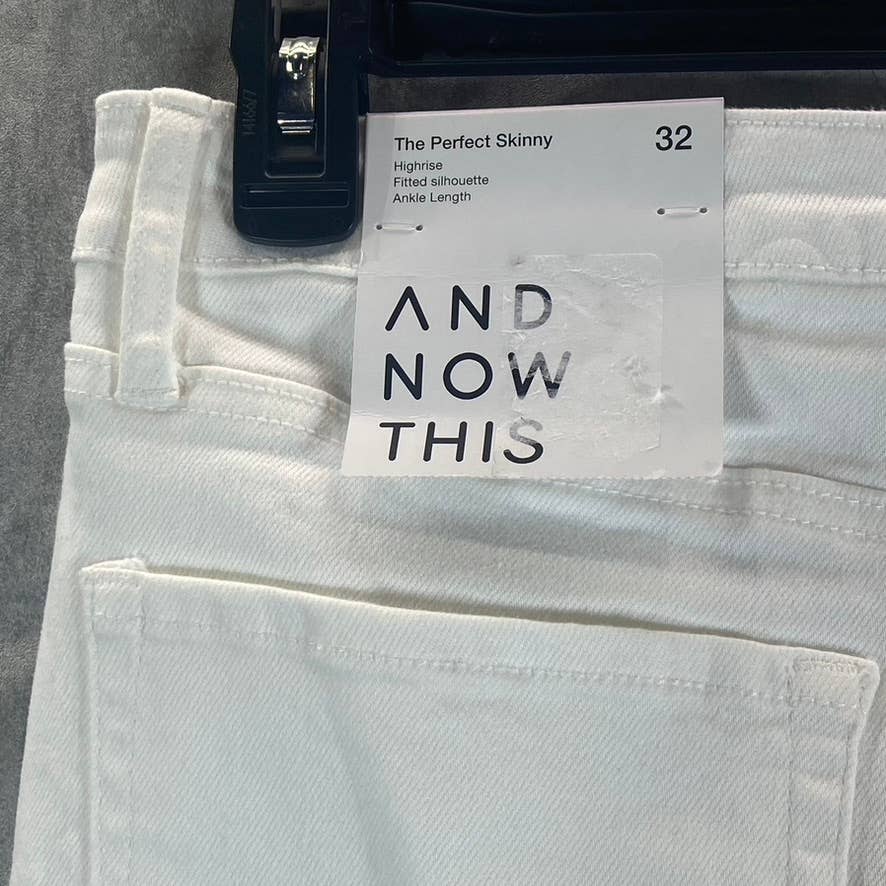 The Perfect Skinny 32
Highrise
Fitted silhouette
Ankle Length
AND
NOW
THIS